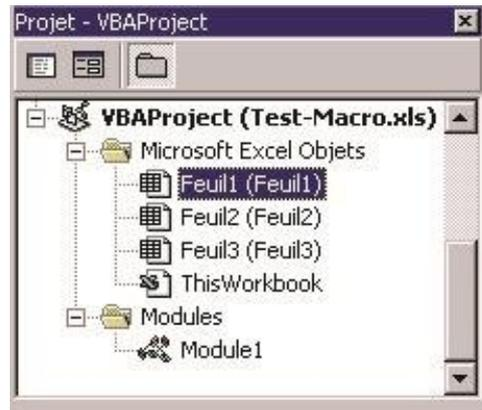 Projet - VBAProject
VBAProject (Test-Macro.xls)
Microsoft Excel Objets
Feuil1 (Feuil1)
Feuil2 (Feuil2)
Feuil3 (Feuil3)
ThisWorkbook
Modules
Module1